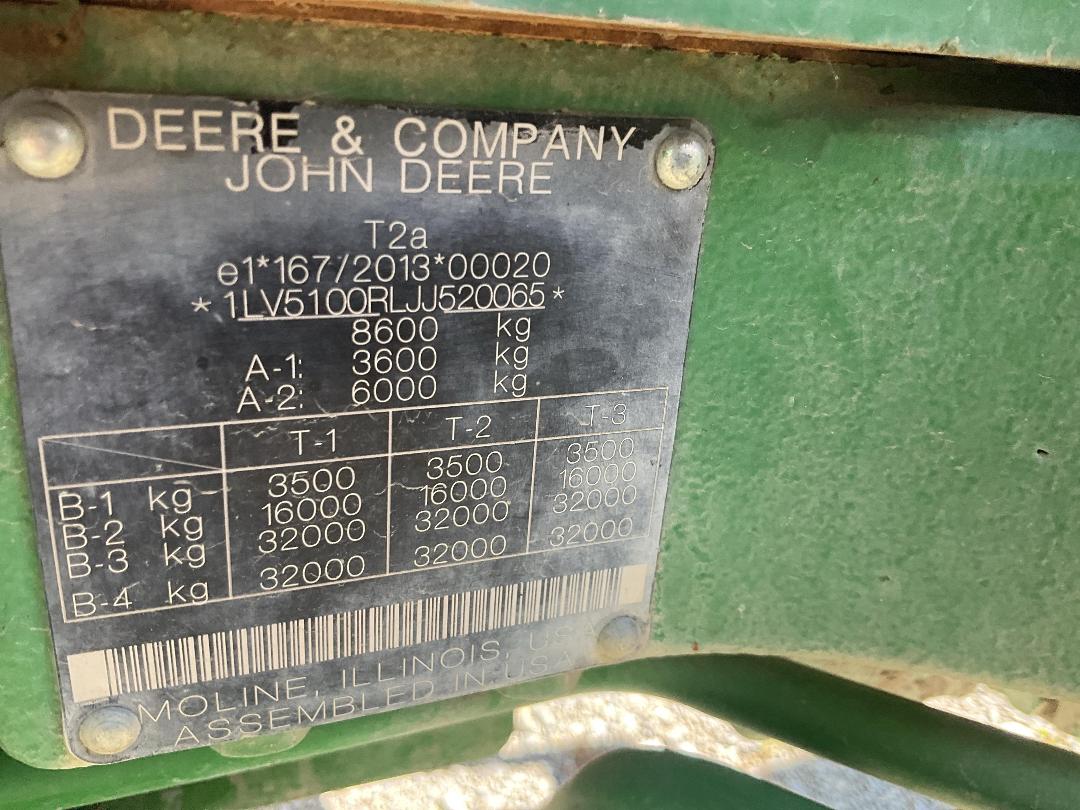 DEERE & COMPANY
JOHN DEERE
T2a
e1*167/2013*00020
*1LV5100RLJJ520065*
8600 kg
A-1: 3600 kg
A-2: 6000 kg
T-1 T-2 T-3
B-1 kg 3500 3500 3500
B-2 kg 16000 16000 16000
B-3 kg 32000 32000 32000
B-4 kg 32000 32000 32000
MOLINE, ILLINOIS, USA
ASSEMBLED IN USA